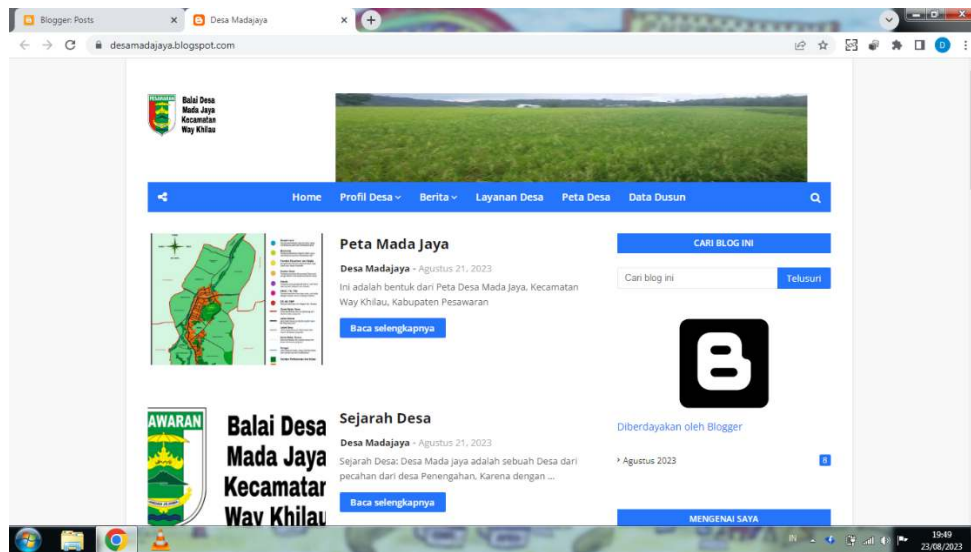 Blogger: Posts
Desa Madajaya
desamadajaya.blogspot.com
D
PESAWARAN
Balai Desa
Mada Jaya
Kecamatan
Way Khilau
Home Profil Desa Berita Layanan Desa Peta Desa Data Dusun
Peta Mada Jaya
Desa Madajaya - Agustus 21, 2023
Ini adalah bentuk dari Peta Desa Mada Jaya, Kecamatan
Way Khilau, Kabupaten Pesawaran
Baca selengkapnya
AWARAN
Balai Desa
Mada Jaya
Kecamatan
Way Khilau
Sejarah Desa
Desa Madajaya - Agustus 21, 2023
Sejarah Desa: Desa Mada jaya adalah sebuah Desa dari
pecahan dari desa Penengahan, Karena dengan ...
Baca selengkapnya
CARI BLOG INI
Cari blog ini Telusuri
Diberdayakan oleh Blogger
Agustus 2023 8
MENGENAI SAYA
IN
19:49
23/08/2023